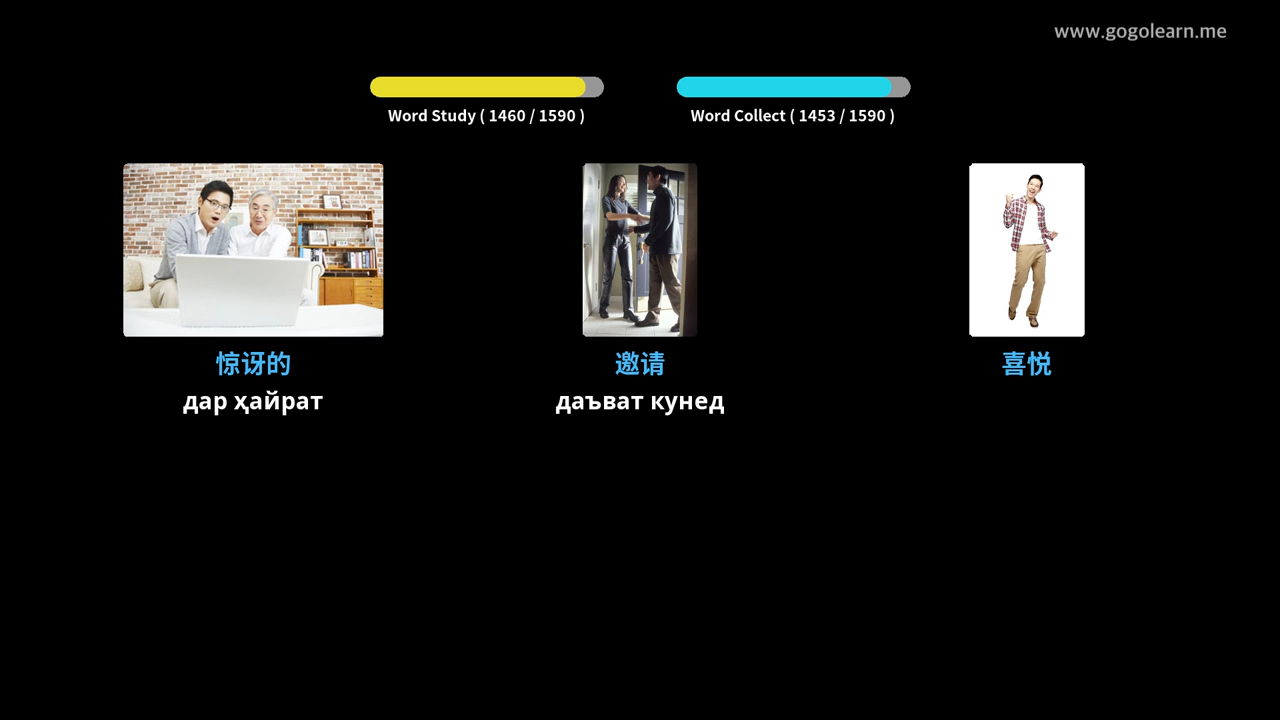 www.gogolearn.me
Word Study ( 1460 / 1590 )
Word Collect ( 1453 / 1590 )
惊讶的
邀请
喜悦
дар ҳайрат
даъват кунед